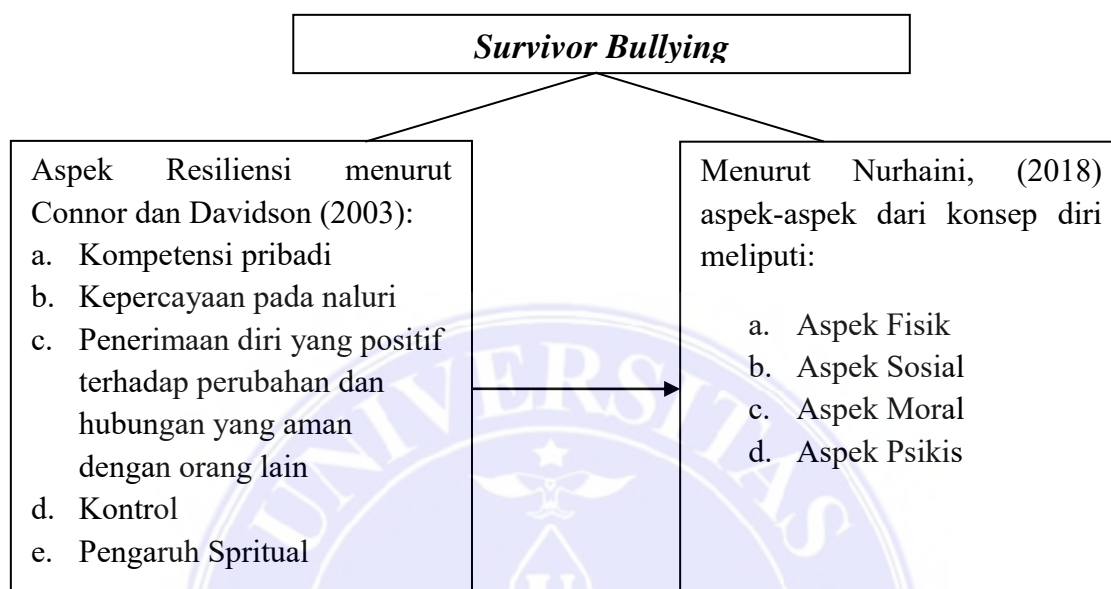 Survivor Bullying
Aspek Resiliensi menurut
Connor dan Davidson (2003):
a. Kompetensi pribadi
b. Kepercayaan pada naluri
c. Penerimaan diri yang positif
terhadap perubahan dan
hubungan yang aman
dengan orang lain
d. Kontrol
e. Pengaruh Spritual
Menurut Nurhaini, (2018)
aspek-aspek dari konsep diri
meliputi:
a. Aspek Fisik
b. Aspek Sosial
c. Aspek Moral
d. Aspek Psikis
UNIVERSITAS